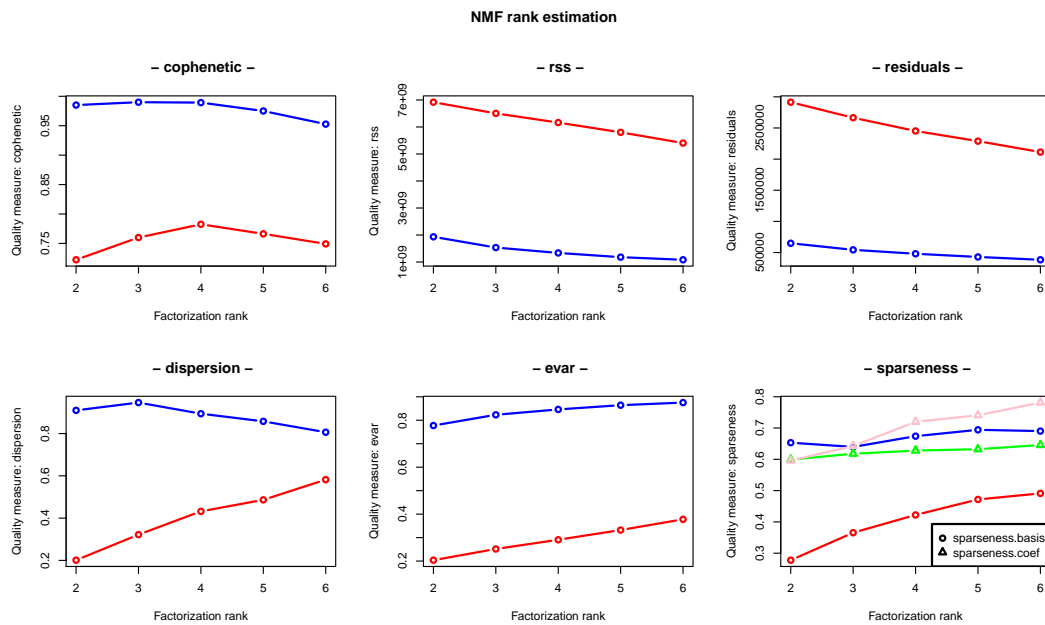 NMF rank estimation
– cophenetic –
Quality measure: cophenetic
0.75
0.85
0.95
2 3 4 5 6
Factorization rank
– rss –
Quality measure: rss
1e+09
3e+09
5e+09
7e+09
2 3 4 5 6
Factorization rank
– residuals –
Quality measure: residuals
500000
1500000
2500000
2 3 4 5 6
Factorization rank
– dispersion –
Quality measure: dispersion
0.2
0.4
0.6
0.8
2 3 4 5 6
Factorization rank
– evar –
Quality measure: evar
0.2
0.4
0.6
0.8
2 3 4 5 6
Factorization rank
– sparseness –
Quality measure: sparseness
0.3
0.4
0.5
0.6
0.7
0.8
sparseness.basis
sparseness.coef
2 3 4 5 6
Factorization rank